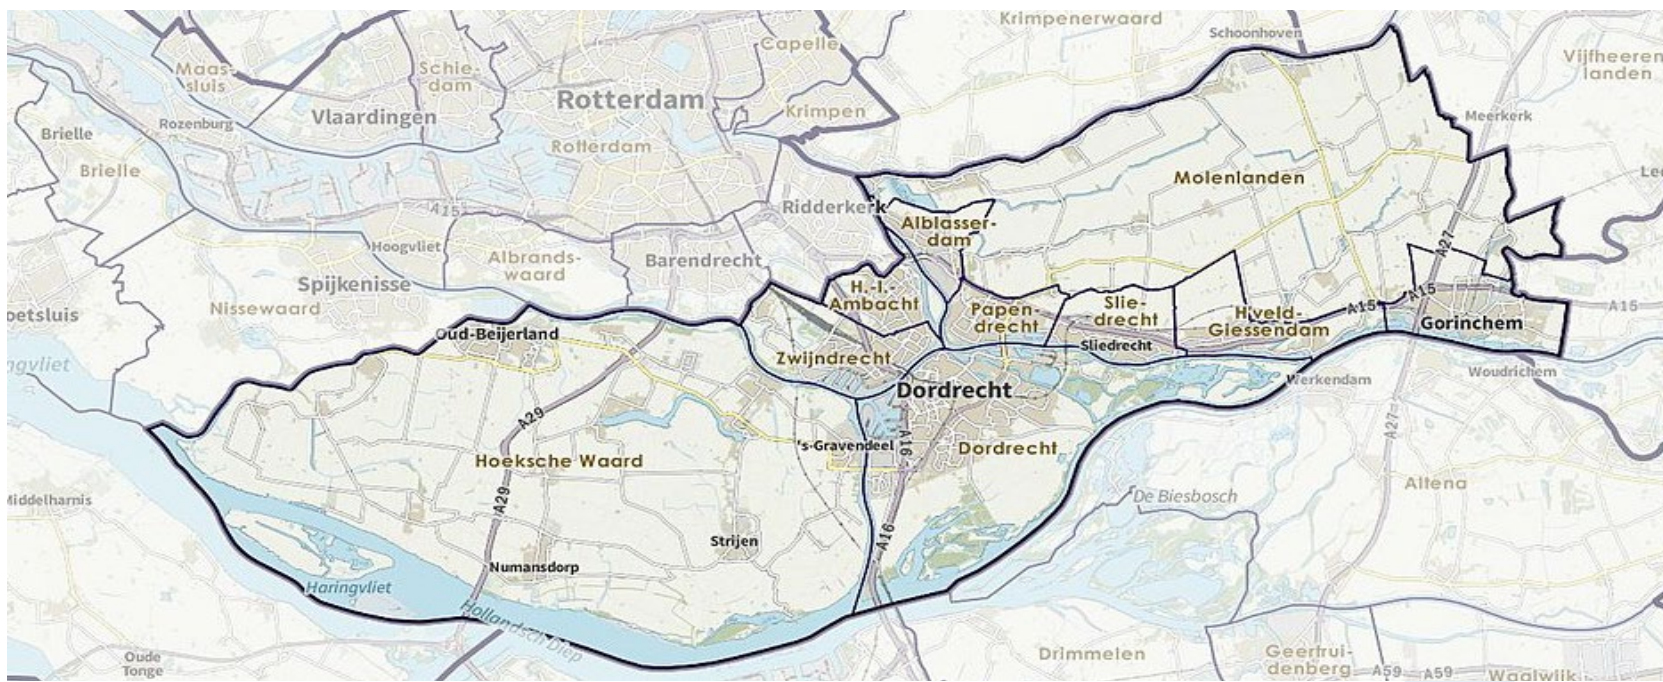 Krimpenerwaard
Schoonhoven
Capelle
Vijfheeren
landen
Maas-
sluis
Schie-
dam
Rotterdam
Krimpen
Vlaardingen
Rozenburg
Meerkerk
Brielle
Rotterdam
Brielle
Molenlanden
A15
Ridderkerk
Alblasser-
dam
Hoogvliet
Albrands-
waard
Barendrecht
A27
Spijkenisse
H.-I.-
Ambacht
A15
A15
A15
Nissewaard
Papen
drecht
Slie-
drecht
H'veld-
Giessendam
Gorinchem
oetsluis
Oud-Beijerland
Sliedrecht
Zwijndrecht
ngvliet
Werkendam
Woudrichem
Dordrecht
A29
A27
's-Gravendeel
A16
Dordrecht
Hoeksche Waard
A29
Middelharnis
De Biesbosch
Altena
A16
Strijen
Numansdorp
Haringvliet
Hollandsch Diep
Oude
Tonge
Drimmelen
Geertrui-
denberg
A59
A59
Waalwijk